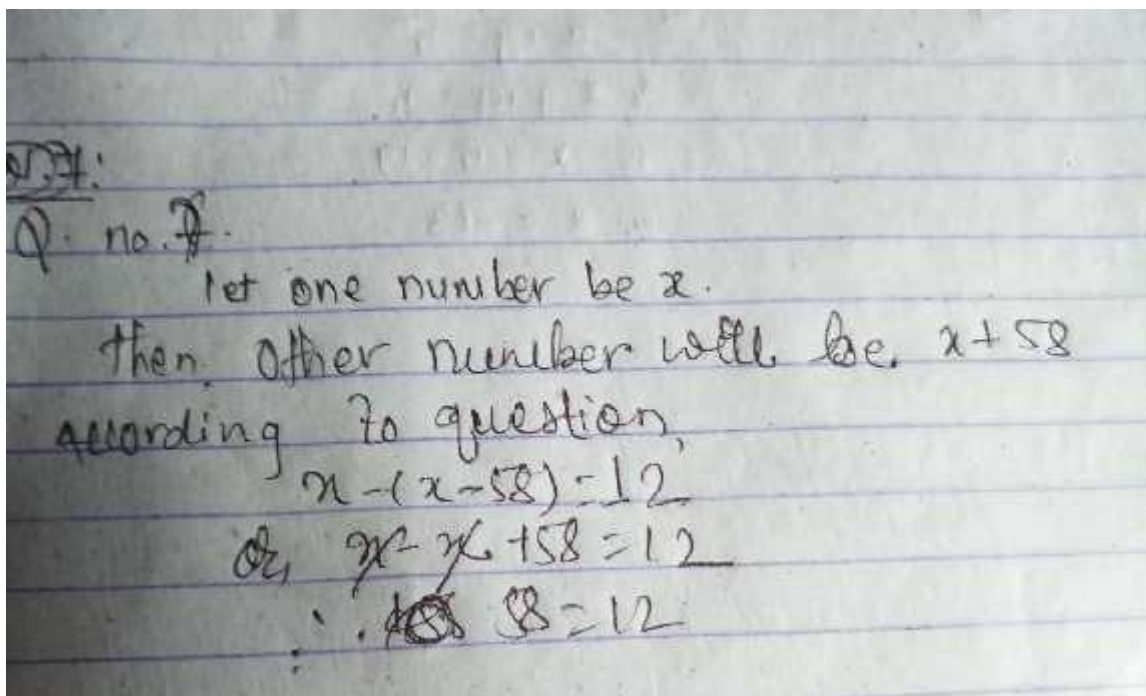 Q. no. 7.
let one number be x.
then other number will be. x + 58
according to question,
x - (x - 58) = 12
or, x - x + 58 = 12
∴ 58 = 12